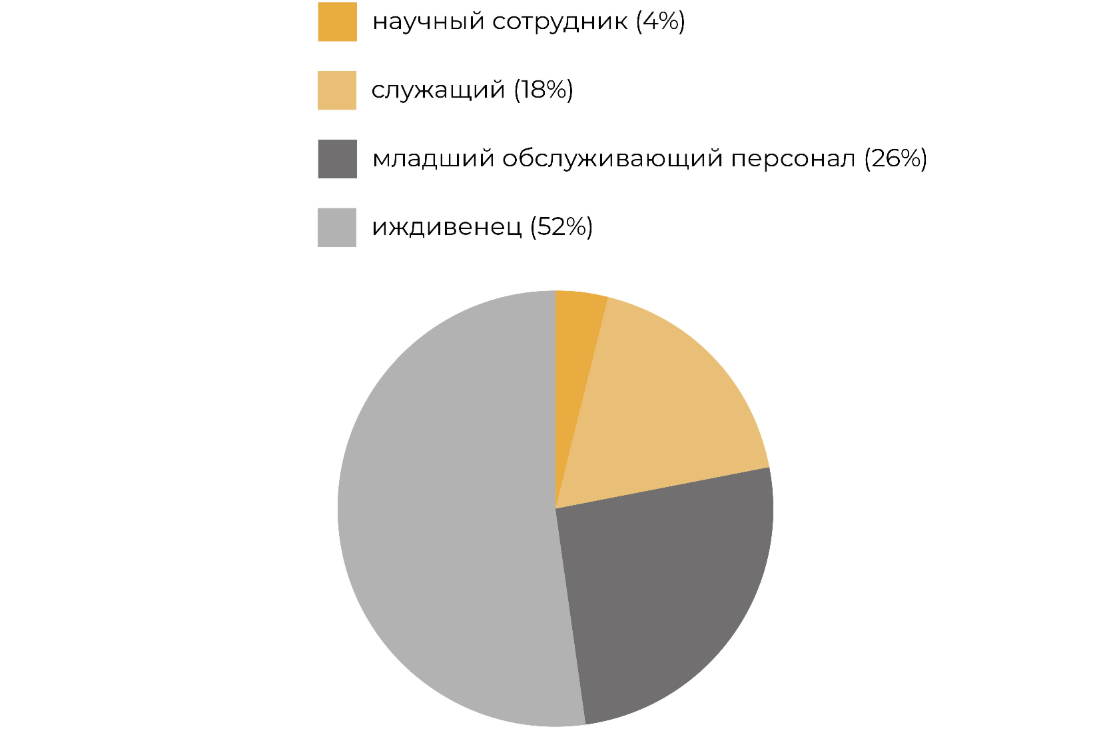 научный сотрудник (4%)
служащий (18%)
младший обслуживающий персонал (26%)
иждивенец (52%)